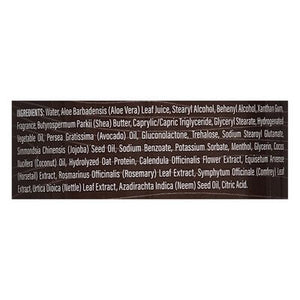 INGREDIENTS: Water, Aloe Barbadensis (Aloe Vera) Leaf Juice, Stearyl Alcohol, Behenyl Alcohol, Xanthan Gum,
Fragrance, Butyrospermum Parkii (Shea) Butter, Caprylic/Capric Triglyceride, Glyceryl Stearate, Hydrogenated
Vegetable Oil, Persea Gratissima (Avocado) Oil, Gluconolactone, Trehalose, Sodium Stearoyl Glutamate,
Simmondsia Chinensis (Jojoba) Seed Oil, Sodium Benzoate, Potassium Sorbate, Menthol, Glycerin, Cocos
Nucifera (Coconut) Oil, Hydrolyzed Oat Protein, Calendula Officinalis Flower Extract, Equisetum Arvense
(Horsetail) Extract, Rosmarinus Officinalis (Rosemary) Leaf Extract, Symphytum Officinale (Comfrey) Leaf
Extract, Urtica Dioica (Nettle) Leaf Extract, Azadirachta Indica (Neem) Seed Oil, Citric Acid.